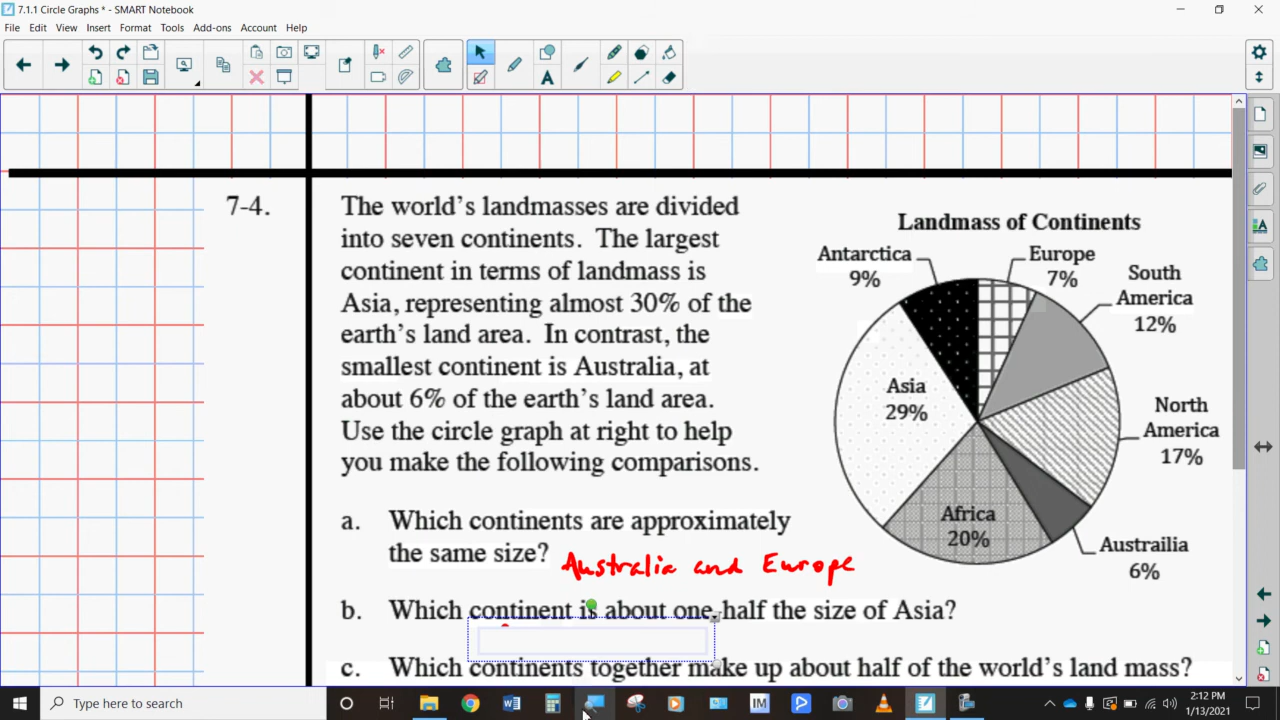 7.1.1 Circle Graphs * - SMART Notebook
File Edit View Insert Format Tools Add-ons Account Help
7-4.
The world's landmasses are divided
into seven continents. The largest
continent in terms of landmass is
Asia, representing almost 30% of the
earth's land area. In contrast, the
smallest continent is Australia, at
about 6% of the earth's land area.
Use the circle graph at right to help
you make the following comparisons.
Landmass of Continents
Antarctica
9%
Europe
7%
South
America
12%
Asia
29%
North
America
17%
Africa
20%
Austrailia
6%
a. Which continents are approximately
the same size?
Australia and Europe
b. Which continent is about one-half the size of Asia?
c. Which continents together make up about half of the world's land mass?
Type here to search
2:12 PM
1/13/2021